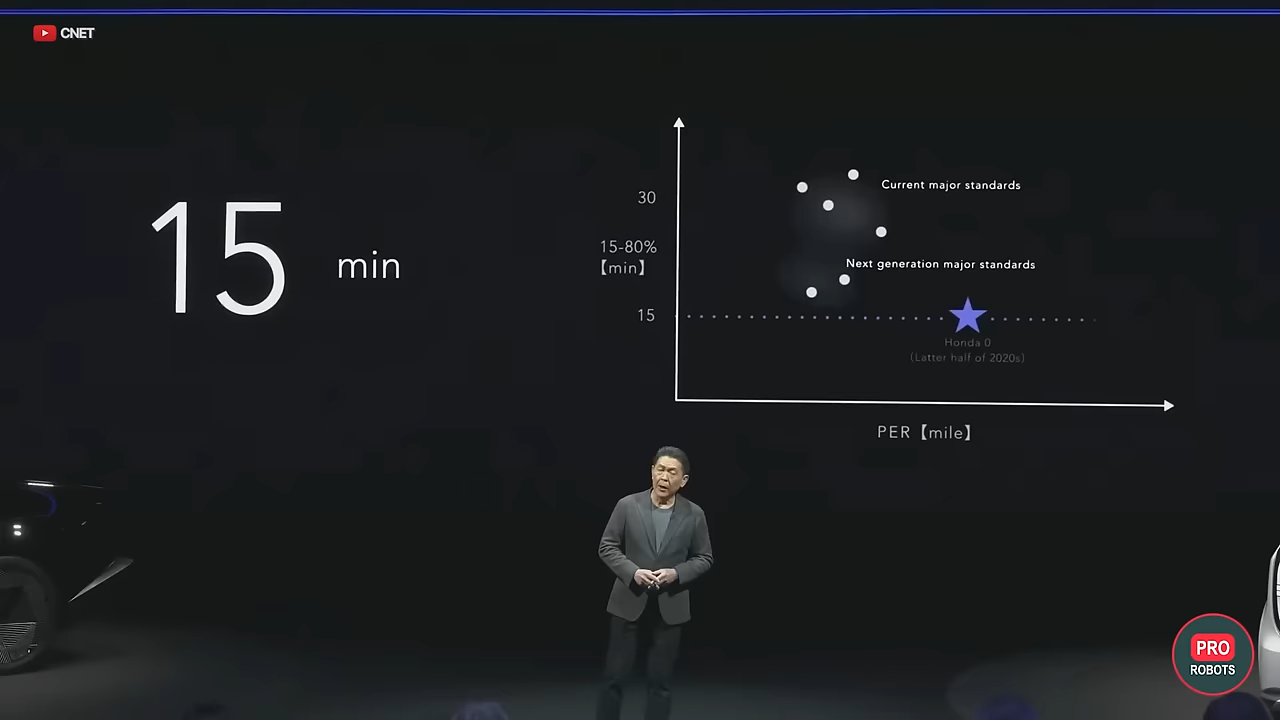 CNET
15 min
30
15-80%
【min】
15
Current major standards
Next generation major standards
Honda 0
(Latter half of 2020s)
PER【mile】
PRO
ROBOTS